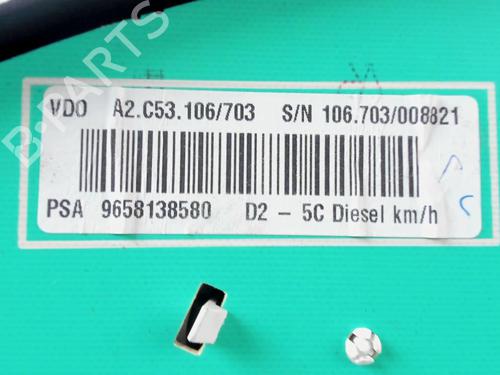 VDO A2.C53.106/703 S/N 106.703/008821
PSA 9658138580 D2 - 5C Diesel km/h
B-PARTS